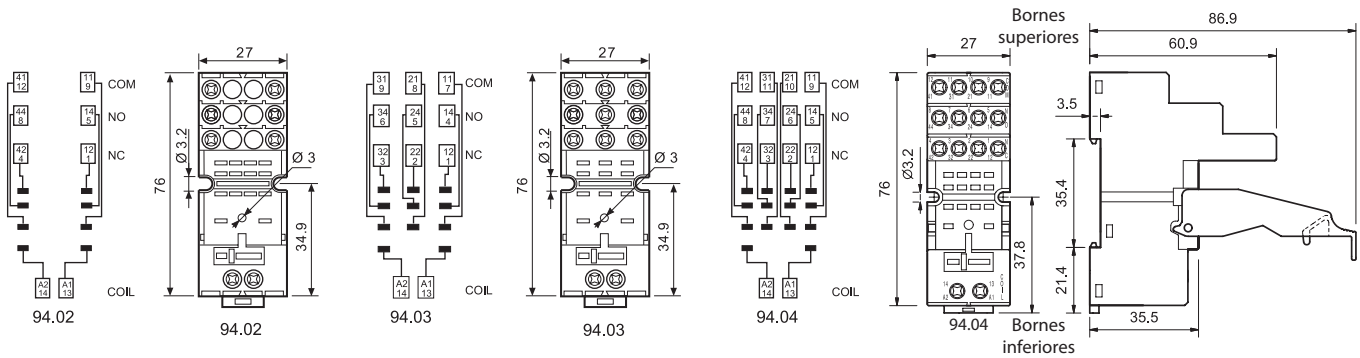 41
12
11
9
COM
44
8
14
5
NO
42
4
12
1
NC
A2
14
A1
13
COIL
94.02
27
76
Ø 3.2
Ø 3
34.9
94.02
31
9
21
8
11
7
COM
34
6
24
5
14
4
NO
32
3
22
2
12
1
NC
A2
14
A1
13
COIL
94.03
27
76
Ø 3.2
Ø 3
34.9
94.03
41
12
31
11
21
10
11
9
COM
44
8
34
7
24
6
14
5
NO
42
4
32
3
22
2
12
1
NC
A2
14
A1
13
COIL
94.04
Bornes
superiores
27
76
Ø3.2
37.8
14
A2
13
A1
COIL
94.04
Bornes
inferiores
86.9
60.9
3.5
35.4
21.4
35.5